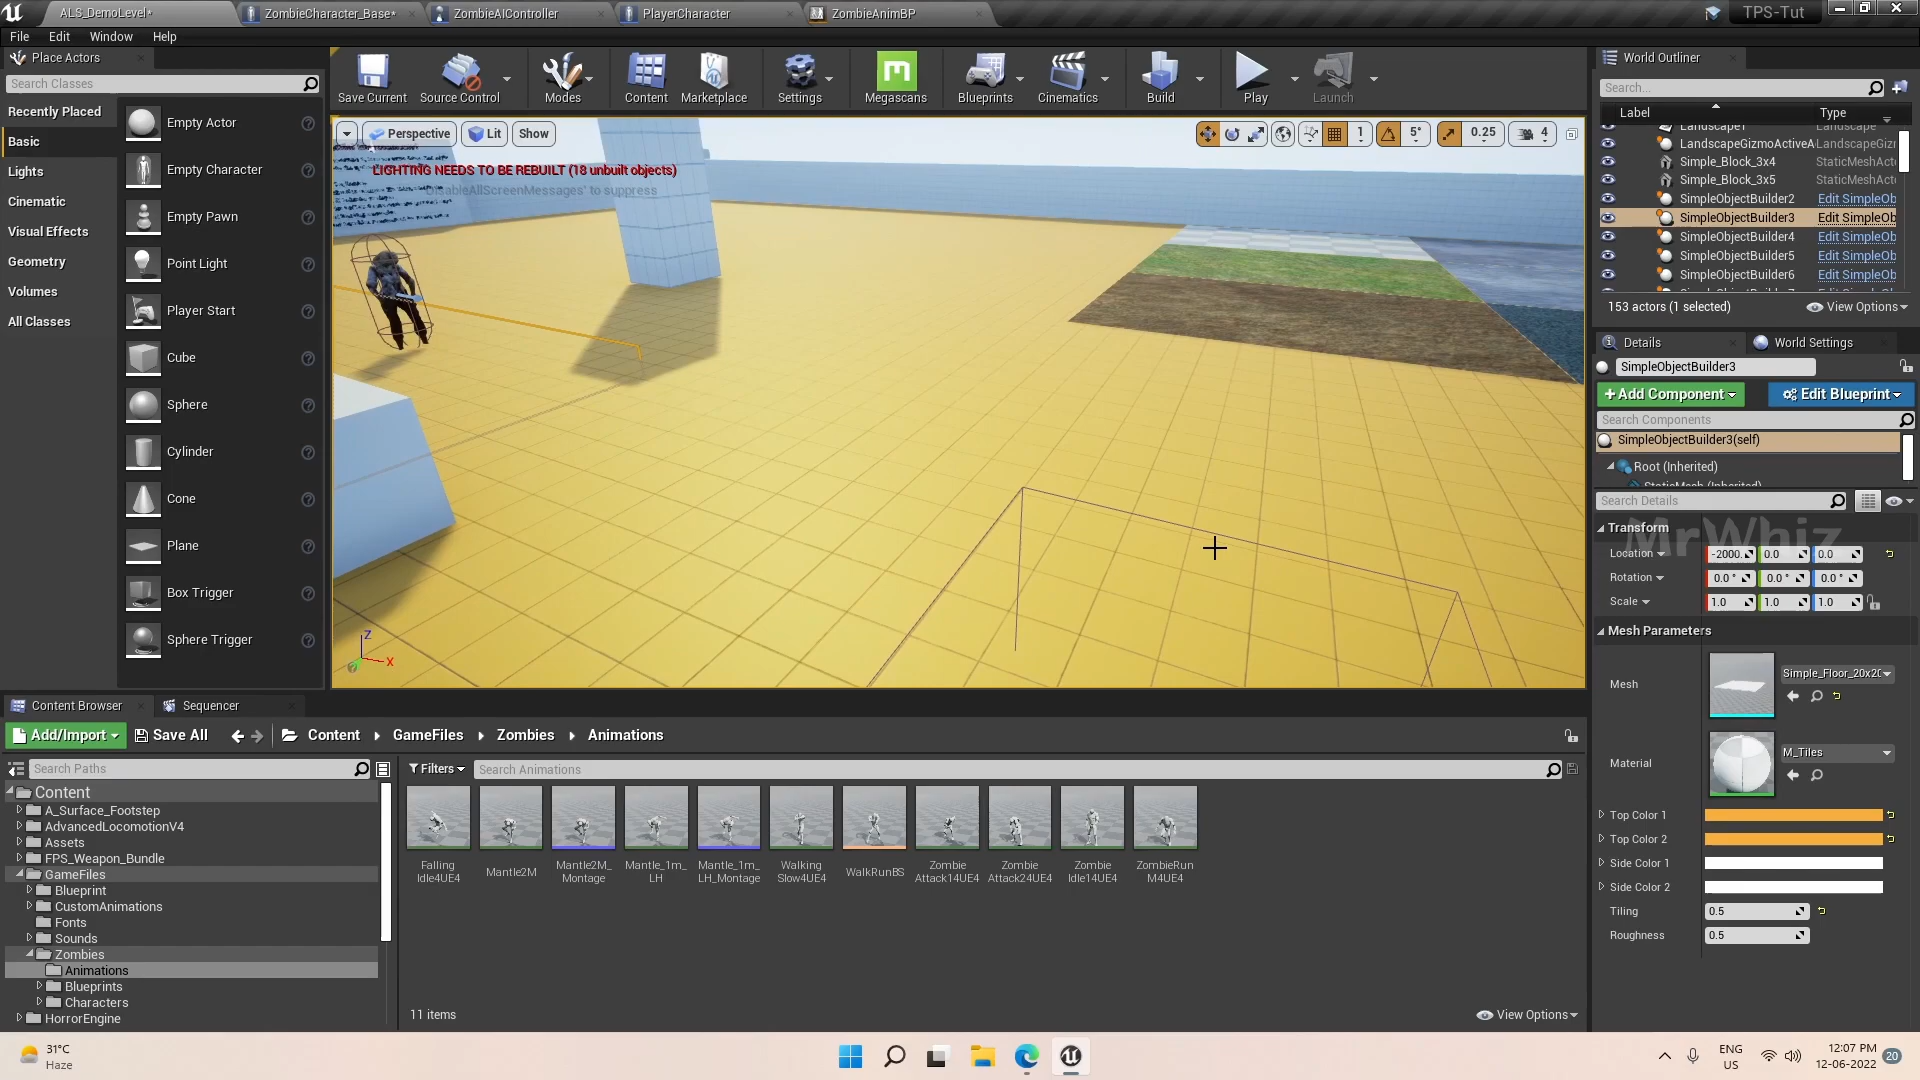 ALS_DemoLevel*
ZombieCharacter_Base*
ZombieAIController
PlayerCharacter
ZombieAnimBP
TPS-Tut
File
Edit
Window
Help
Place Actors
Search Classes
Recently Placed
Basic
Lights
Cinematic
Visual Effects
Geometry
Volumes
All Classes
Empty Actor
Empty Character
Empty Pawn
Point Light
Player Start
Cube
Sphere
Cylinder
Cone
Plane
Box Trigger
Sphere Trigger
Save Current
Source Control
Modes
Content
Marketplace
Settings
Megascans
Blueprints
Cinematics
Build
Play
Launch
Perspective
Lit
Show
1
5°
0.25
4
LIGHTING NEEDS TO BE REBUILT (18 unbuilt objects)
'DisableAllScreenMessages' to suppress
Z
X
World Outliner
Search...
Label
Type
Landscape1
Landscape
LandscapeGizmoActiveA
LandscapeGiz
Simple_Block_3x4
StaticMeshAct
Simple_Block_3x5
StaticMeshAct
SimpleObjectBuilder2
Edit SimpleOb
SimpleObjectBuilder3
Edit SimpleOb
SimpleObjectBuilder4
Edit SimpleOb
SimpleObjectBuilder5
Edit SimpleOb
SimpleObjectBuilder6
Edit SimpleOb
153 actors (1 selected)
View Options
Details
World Settings
SimpleObjectBuilder3
+Add Component
Edit Blueprint
Search Components
SimpleObjectBuilder3(self)
Root (Inherited)
StaticMesh (Inherited)
Search Details
MrWhiz
Transform
Location
-2000.
0.0
0.0
Rotation
0.0 °
0.0 °
0.0 °
Scale
1.0
1.0
1.0
Mesh Parameters
Mesh
Simple_Floor_20x20
Material
M_Tiles
Top Color 1
Top Color 2
Side Color 1
Side Color 2
Tiling
0.5
Roughness
0.5
Content Browser
Sequencer
Add/Import
Save All
Content
GameFiles
Zombies
Animations
Search Paths
Filters
Search Animations
Content
A_Surface_Footstep
AdvancedLocomotionV4
Assets
FPS_Weapon_Bundle
GameFiles
Blueprint
CustomAnimations
Fonts
Sounds
Zombies
Animations
Blueprints
Characters
HorrorEngine
Falling
Idle4UE4
Mantle2M
Mantle2M_
Montage
Mantle_1m_
LH
Mantle_1m_
LH_Montage
Walking
Slow4UE4
WalkRunBS
Zombie
Attack14UE4
Zombie
Attack24UE4
Zombie
Idle14UE4
ZombieRun
M4UE4
11 items
View Options
31°C
Haze
ENG
US
12:07 PM
12-06-2022
20